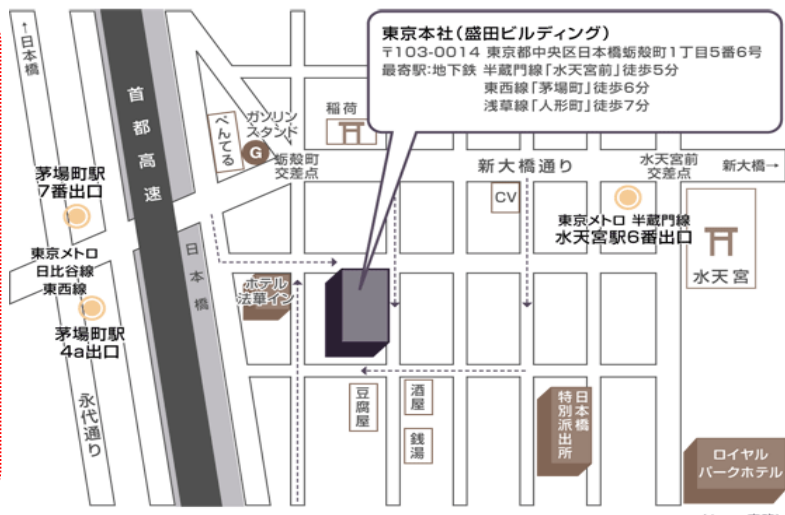 東京本社(盛田ビルディング)
〒103-0014 東京都中央区日本橋蛎殻町1丁目5番6号
最寄駅:地下鉄 半蔵門線「水天宮前」徒歩5分
東西線「茅場町」徒歩6分
浅草線「人形町」徒歩7分
←日本橋
首都高速
ぺんてる
ガソリン
スタンド
G
稲荷
蛎殻町
交差点
新大橋通り
水天宮前
交差点
新大橋→
茅場町駅
7番出口
CV
東京メトロ 半蔵門線
水天宮駅6番出口
水天宮
東京メトロ
日比谷線
東西線
日本橋
ホテル
法華イン
茅場町駅
4a出口
永代通り
豆腐屋
酒屋
銭湯
日本橋
特別派出所
ロイヤル
パークホテル